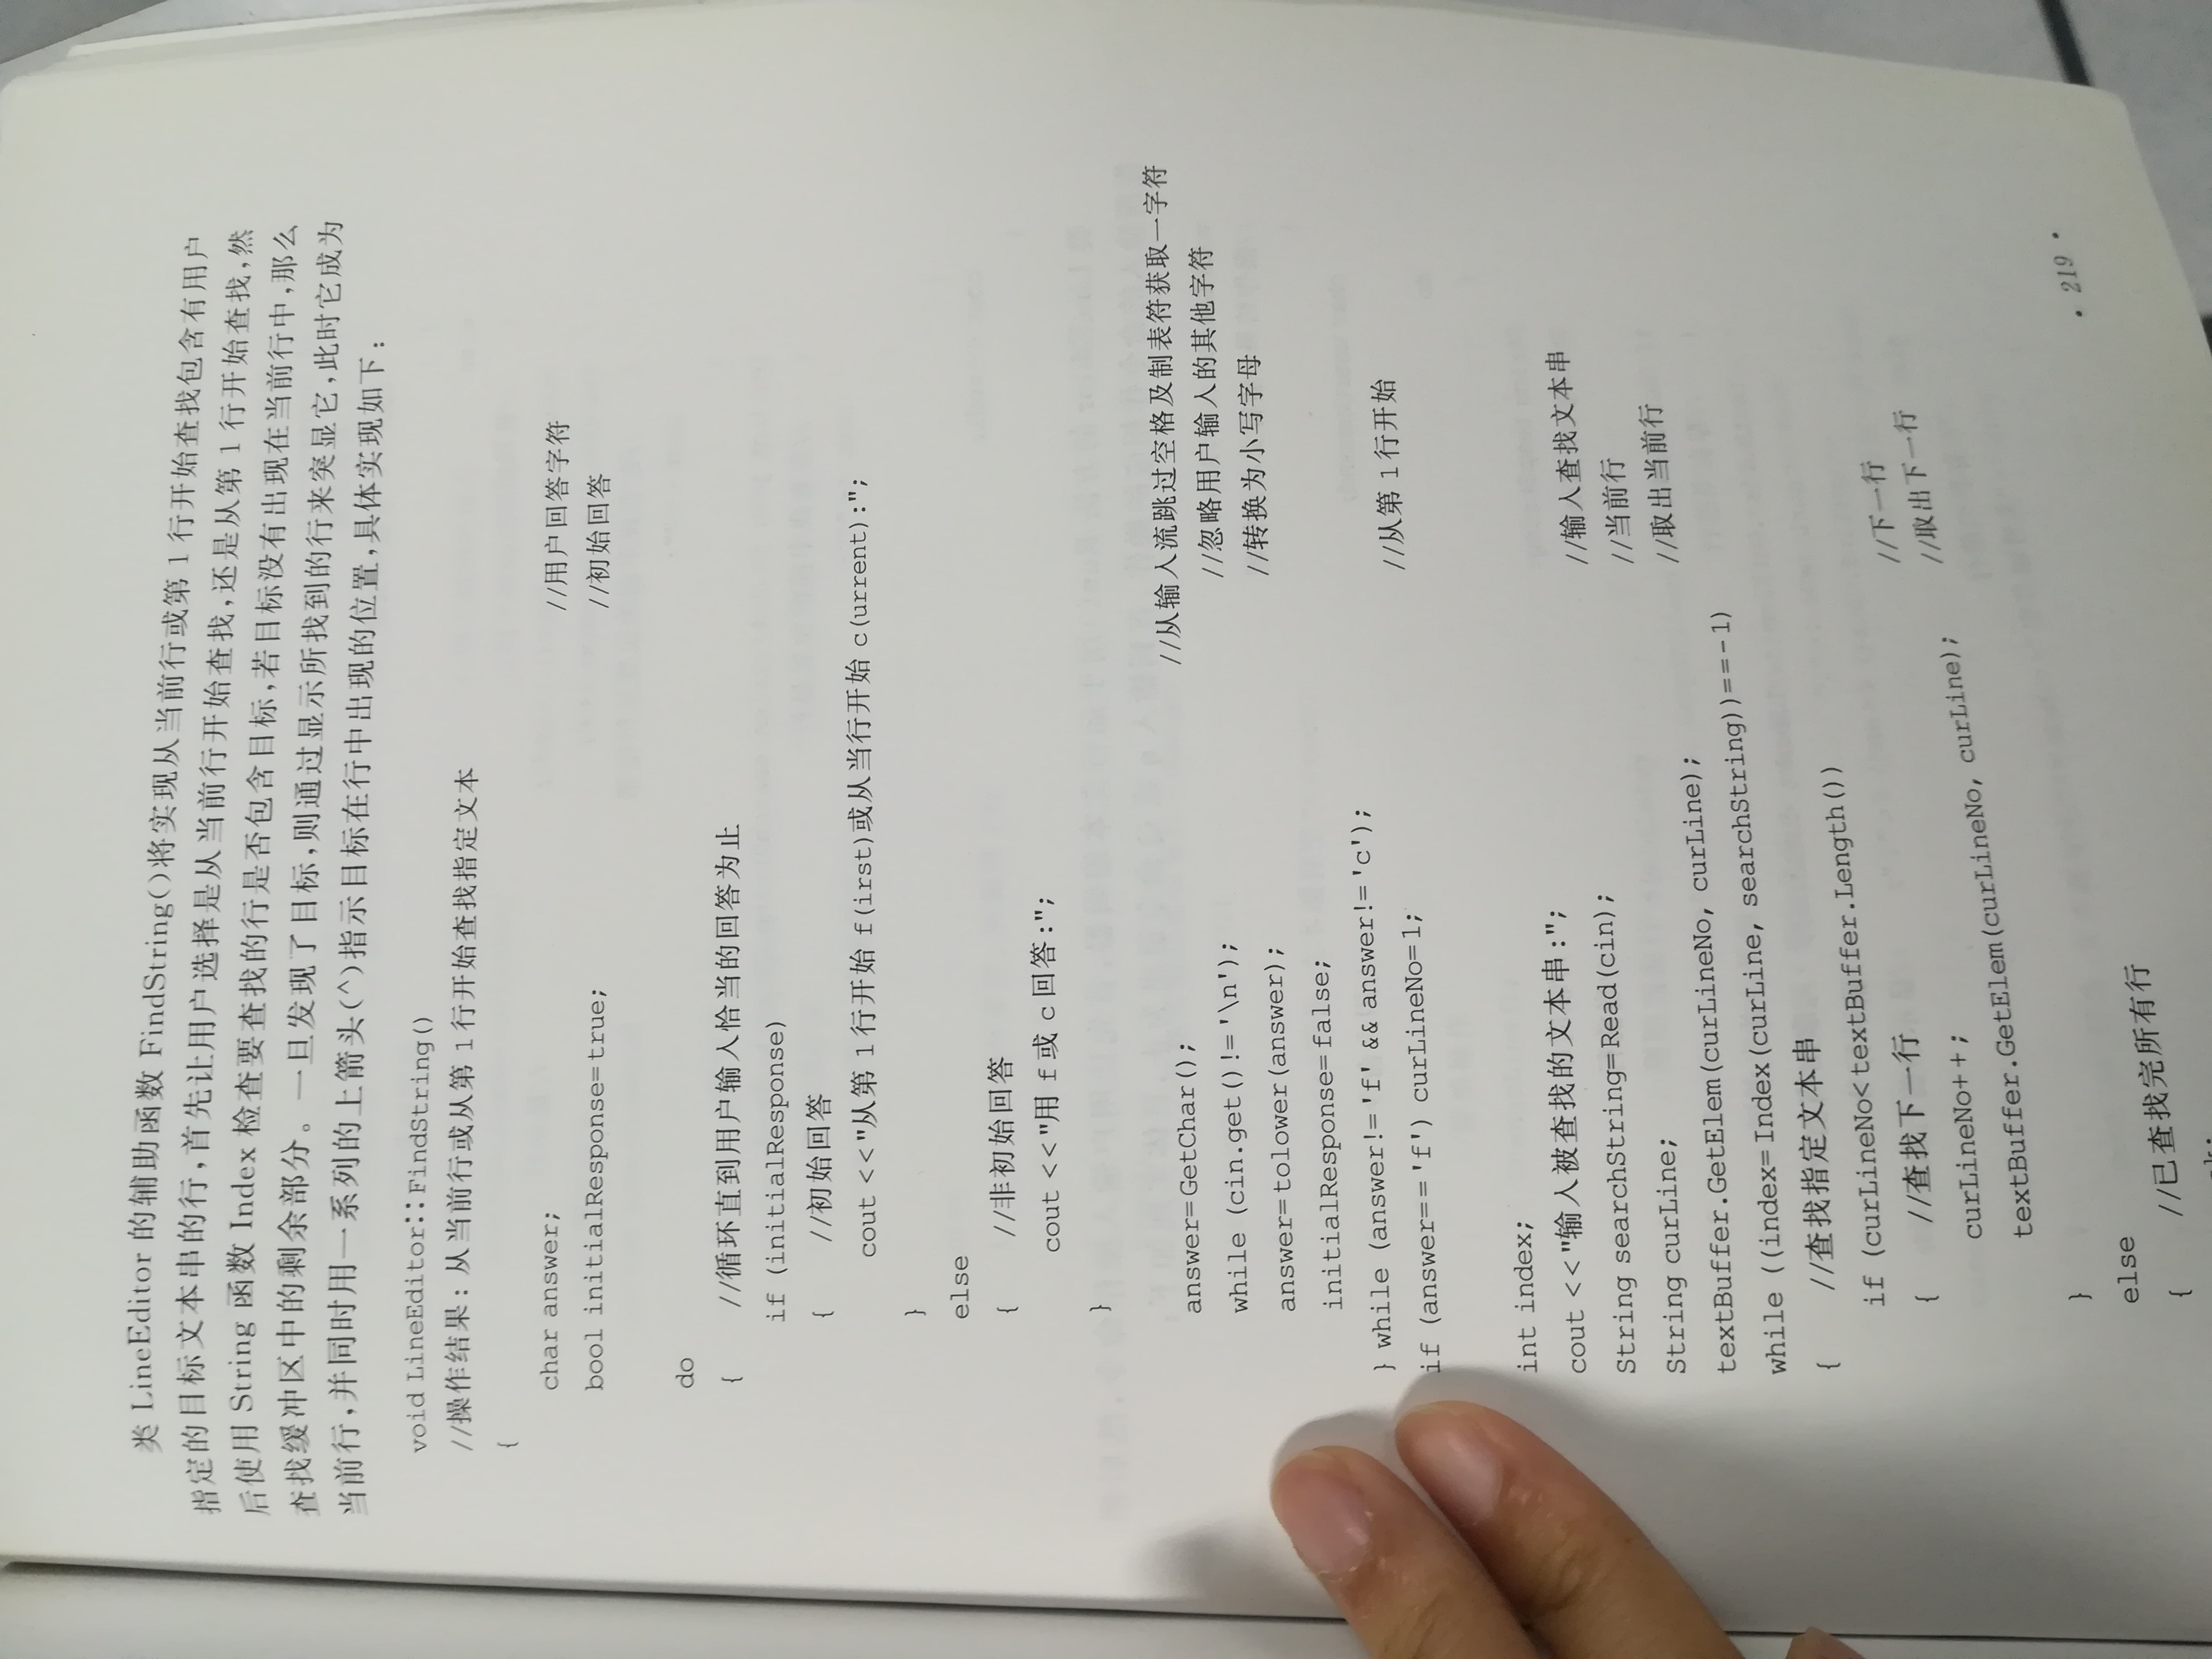 类 LineEditor 的辅助函数 FindString()将实现从当前行或第 1 行开始查找包含有用户
指定的目标文本串的行,首先让用户选择是从当前行开始查找,还是从第 1 行开始查找,然
后使用 String 函数 Index 检查要查找的行是否包含目标,若目标没有出现在当前行中,那么
查找缓冲区中的剩余部分。一旦发现了目标,则通过显示所找到的行来突显它,此时它成为
当前行,并同时用一系列的上箭头(^)指示目标在行中出现的位置,具体实现如下:
void LineEditor::FindString()
//操作结果: 从当前行或从第 1 行开始查找指定文本
{
char answer; //用户回答字符
bool initialResponse=true; //初始回答
do
{ //循环直到用户输入恰当的回答为止
if (initialResponse)
{ //初始回答
cout <<"从第 1 行开始 f(irst)或从当行开始 c(urrent):";
}
else
{ //非初始回答
cout <<"用 f 或 c 回答:";
}
answer=GetChar(); //从输入流跳过空格及制表符获取一字符
while (cin.get()!='\n'); //忽略用户输入的其他字符
answer=tolower(answer); //转换为小写字母
initialResponse=false;
} while (answer!='f' && answer!='c');
if (answer=='f') curLineNo=1; //从第 1 行开始
int index;
cout <<"输入被查找的文本串:";
String searchString=Read(cin); //输入查找文本串
String curLine; //当前行
textBuffer.GetElem(curLineNo, curLine); //取出当前行
while ((index=Index(curLine, searchString))==-1)
{ //查找指定文本串
if (curLineNo<textBuffer.Length())
{ //查找下一行
curLineNo++; //下一行
textBuffer.GetElem(curLineNo, curLine); //取出下一行
}
else
{ //已查找完所有行
• 219 •